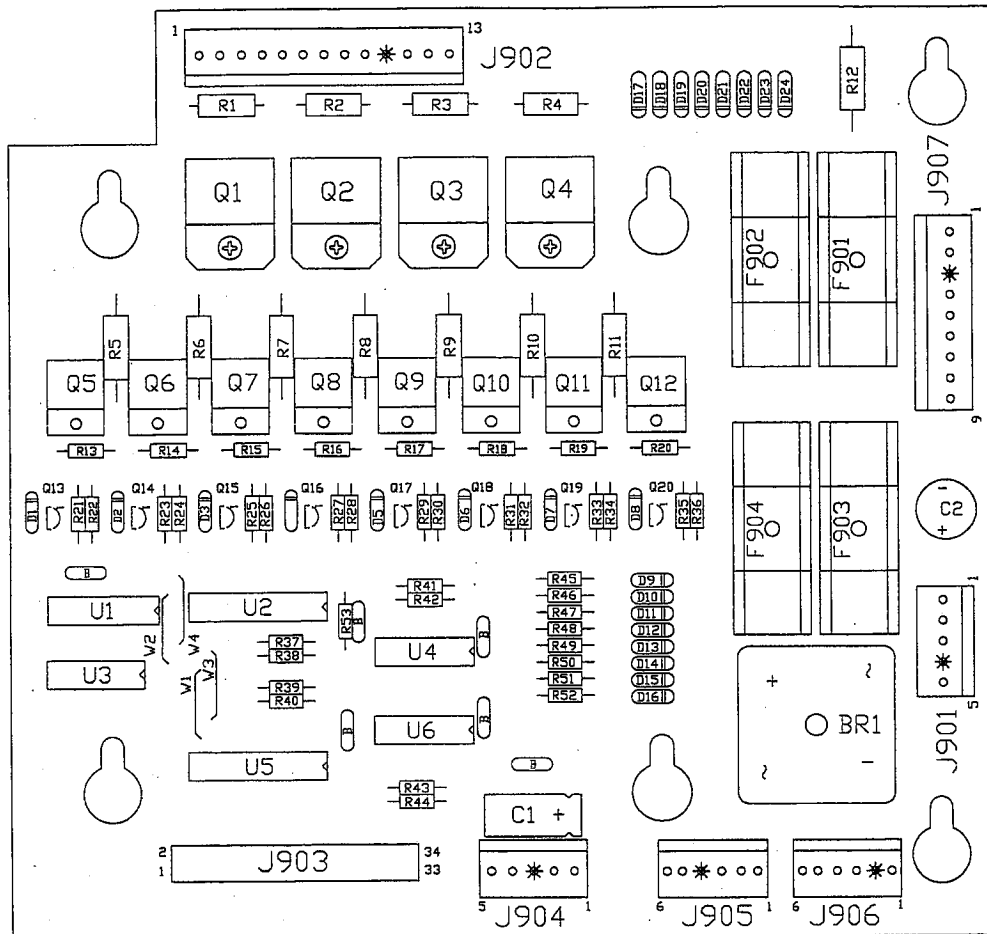 1 13
J902
R1 R2 R3 R4
D17 D18 D19 D20 D21 D22 D23 D24
R12
J907
1
9
Q1 Q2 Q3 Q4
F902 F901
R5 R6 R7 R8 R9 R10 R11
Q5 Q6 Q7 Q8 Q9 Q10 Q11 Q12
R13 R14 R15 R16 R17 R18 R19 R20
Q13 Q14 Q15 Q16 Q17 Q18 Q19 Q20
D1 R21 R22 D2 R23 R24 D3 R25 R26 R27 R28 D5 R29 R30 D6 R31 R32 D7 R33 R34 D8 R35 R36
F904 F903
- C2 +
B
U1 U2
W2 W4
R53 B
R41
R42
R45
R46
R47
R48
R49
R50
R51
R52
D9
D10
D11
D12
D13
D14
D15
D16
1
5
J901
U3
W1 W3
R37
R38
R39
R40
U4 B
U6 B
B
U5
R43
R44
B
C1 +
+ ~
BR1
~ -
2 34
1 33
J903
5 1
J904
6 1
J905
6 1
J906